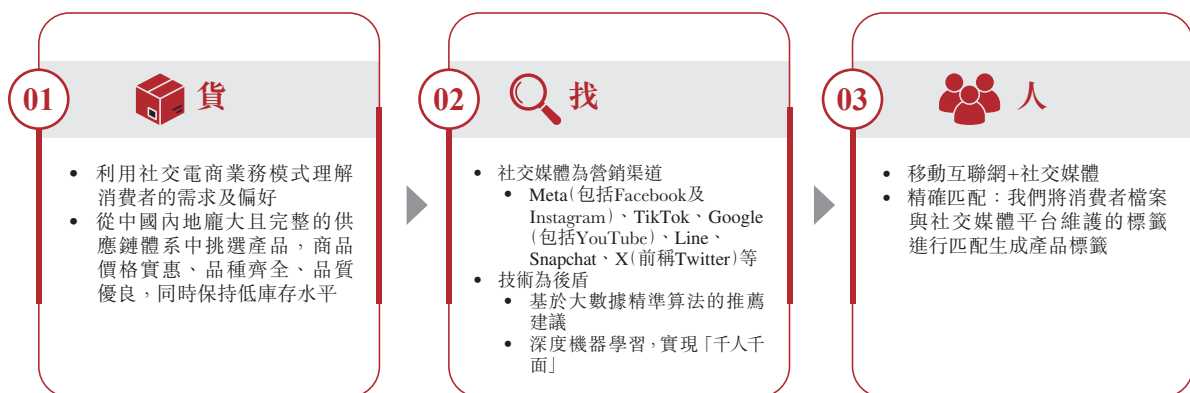 01
貨
• 利用社交電商業務模式理解
消費者的需求及偏好
• 從中國內地龐大且完整的供
應鏈體系中挑選產品，商品
價格實惠、品種齊全、品質
優良，同時保持低庫存水平
02
找
• 社交媒體為營銷渠道
• Meta(包括Facebook及
Instagram)、TikTok、Google
(包括YouTube)、Line、
Snapchat、X(前稱Twitter)等
• 技術為後盾
• 基於大數據精準算法的推薦
建議
• 深度機器學習，實現「千人千
面」
03
人
• 移動互聯網+社交媒體
• 精確匹配：我們將消費者檔案
與社交媒體平台維護的標籤
進行匹配生成產品標籤